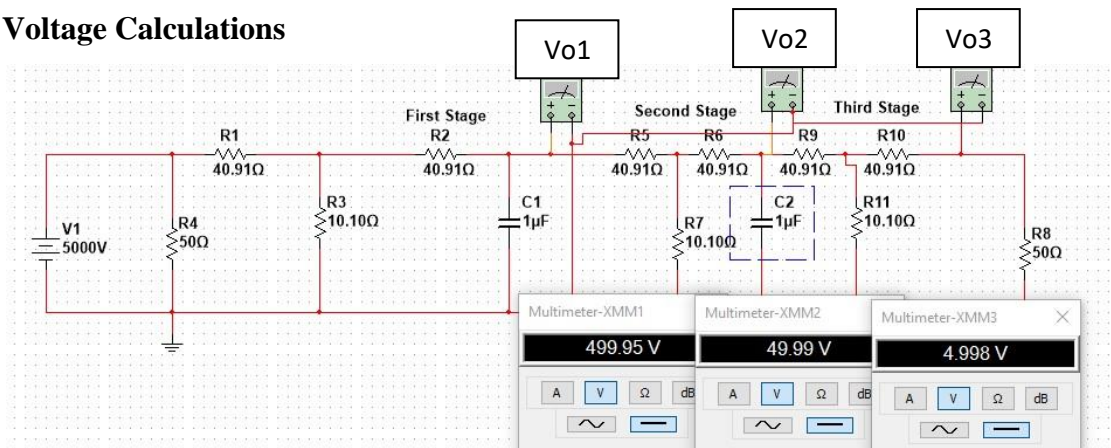 Voltage Calculations
Vo1
Vo2
Vo3
First Stage
Second Stage
Third Stage
R1
40.91Ω
R2
40.91Ω
R5
40.91Ω
R6
40.91Ω
R9
40.91Ω
R10
40.91Ω
V1
5000V
R4
50Ω
R3
10.10Ω
C1
1µF
R7
10.10Ω
C2
1µF
R11
10.10Ω
R8
50Ω
Multimeter-XMM1
499.95 V
A V Ω dB
Multimeter-XMM2
49.99 V
A V Ω dB
Multimeter-XMM3
4.998 V
A V Ω dB